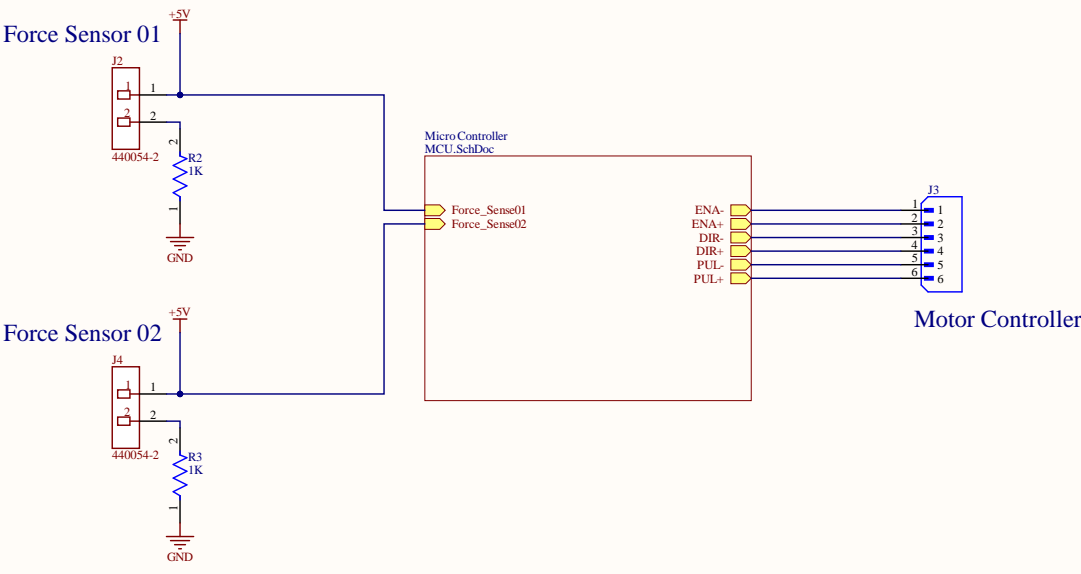 +5V
Force Sensor 01
J2
1
1
2
2
440054-2
2
R2
1K
1
GND
Micro Controller
MCU.SchDoc
Force_Sense01
Force_Sense02
ENA-
ENA+
DIR-
DIR+
PUL-
PUL+
J3
1
1
2
2
3
3
4
4
5
5
6
6
Motor Controller
+5V
Force Sensor 02
J4
1
1
2
2
440054-2
2
R3
1K
1
GND